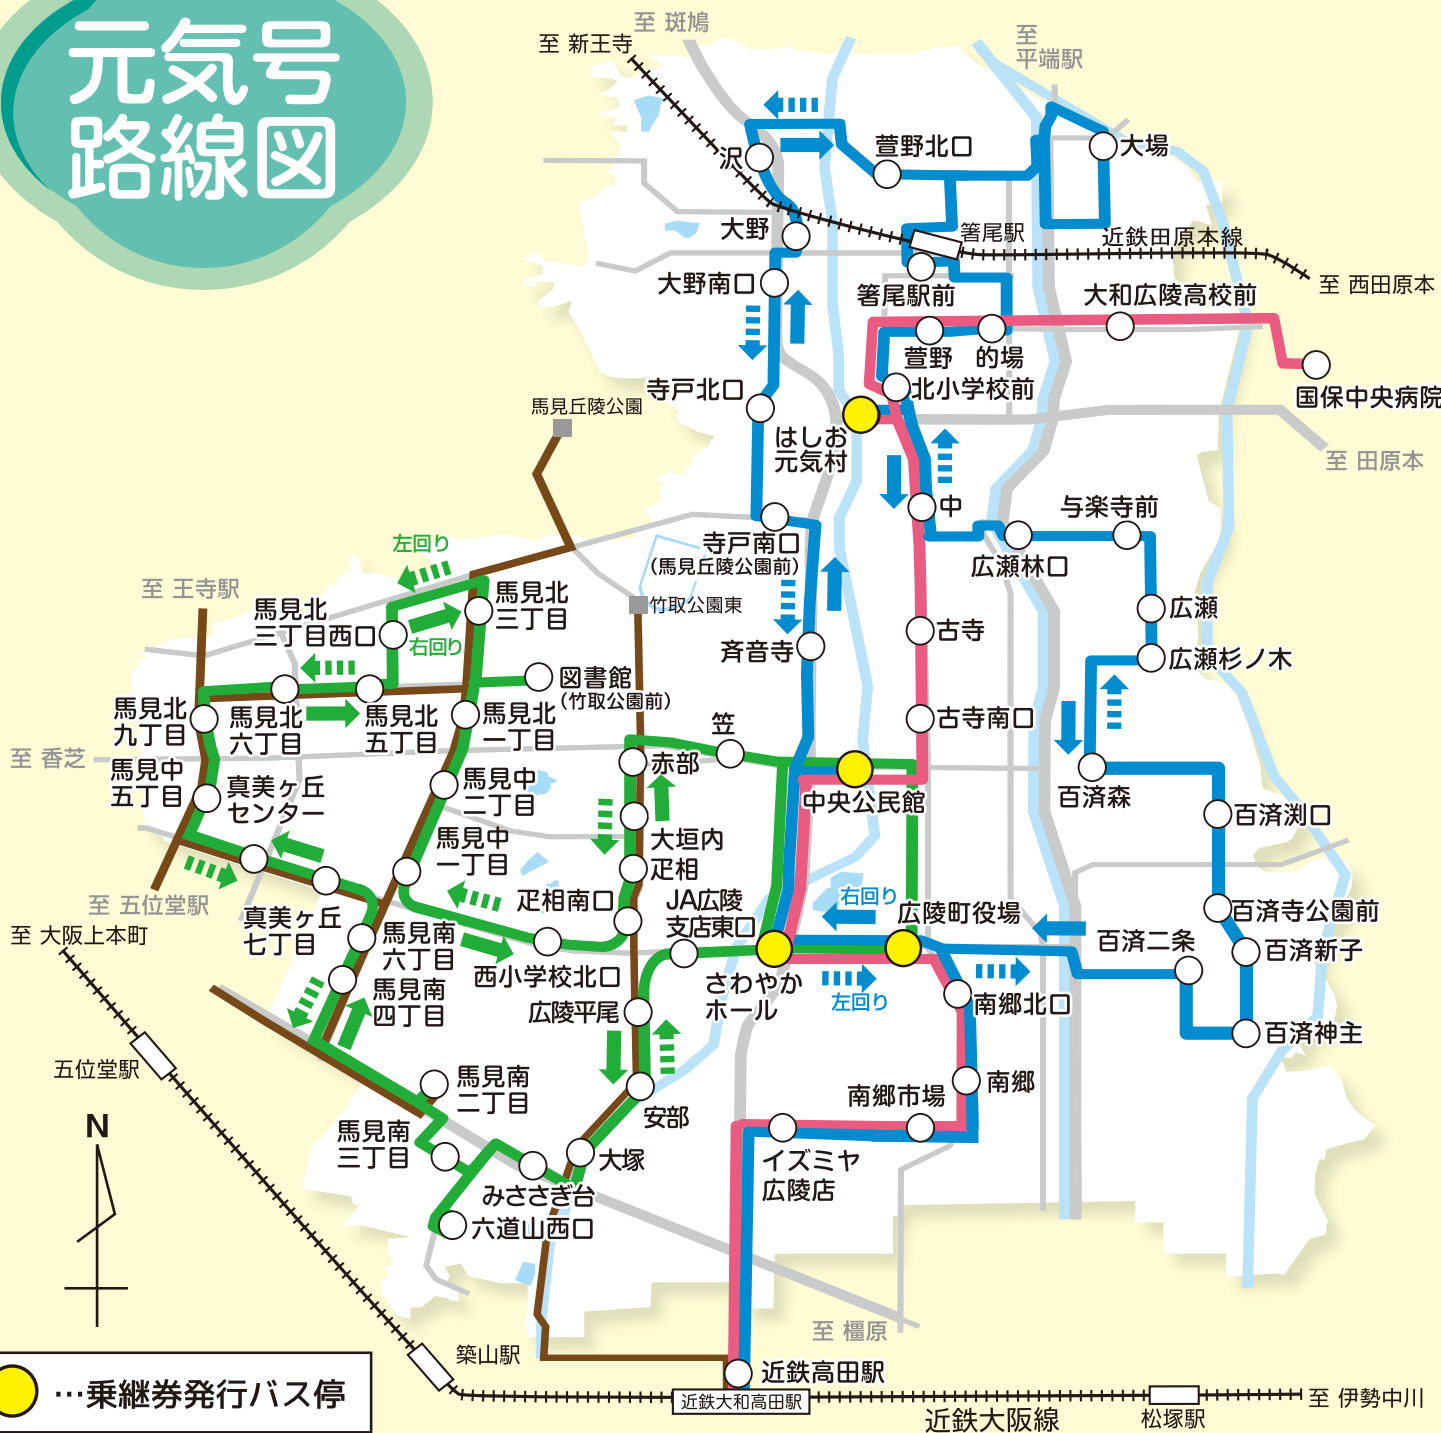 元気号
路線図
至 斑鳩
至 新王寺
至
平端駅
沢
萱野北口
大場
大野
箸尾駅
近鉄田原本線
大野南口
箸尾駅前
大和広陵高校前
至 西田原本
萱野
的場
寺戸北口
北小学校前
国保中央病院
馬見丘陵公園
はしお
元気村
至 田原本
中
与楽寺前
寺戸南口
(馬見丘陵公園前)
広瀬林口
左回り
至 王寺駅
馬見北
三丁目
馬見北
三丁目西口
右回り
竹取公園東
広瀬
古寺
斉音寺
広瀬杉ノ木
図書館
(竹取公園前)
馬見北
九丁目
馬見北
六丁目
馬見北
五丁目
馬見北
一丁目
笠
古寺南口
至 香芝
馬見中
五丁目
真美ヶ丘
センター
馬見中
二丁目
赤部
中央公民館
百済森
百済渕口
馬見中
一丁目
大垣内
疋相
至 五位堂駅
疋相南口
JA広陵
支店東口
右回り
広陵町役場
百済寺公園前
真美ヶ丘
七丁目
馬見南
六丁目
至 大阪上本町
西小学校北口
さわやか
ホール
左回り
百済二条
百済新子
馬見南
四丁目
広陵平尾
南郷北口
百済神主
五位堂駅
馬見南
二丁目
南郷市場
南郷
安部
N
馬見南
三丁目
大塚
イズミヤ
広陵店
みささぎ台
六道山西口
至 橿原
築山駅
近鉄高田駅
…乗継券発行バス停
近鉄大和高田駅
近鉄大阪線
松塚駅
至 伊勢中川